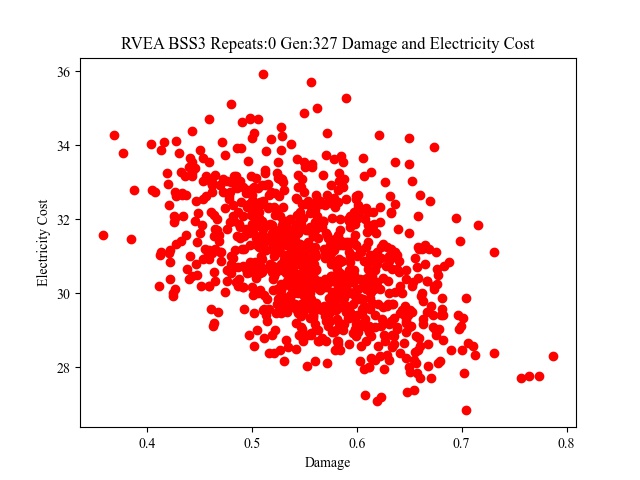 RVEA BSS3 Repeats:0 Gen:327 Damage and Electricity Cost
36
34
32
30
28
Electricity Cost
0.4 0.5 0.6 0.7 0.8
Damage